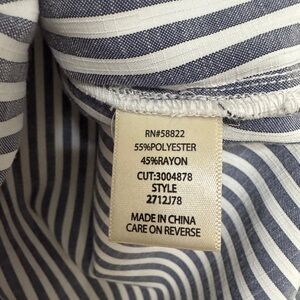 RN#58822
55%POLYESTER
45%RAYON
CUT:3004878
STYLE
2712J78
MADE IN CHINA
CARE ON REVERSE